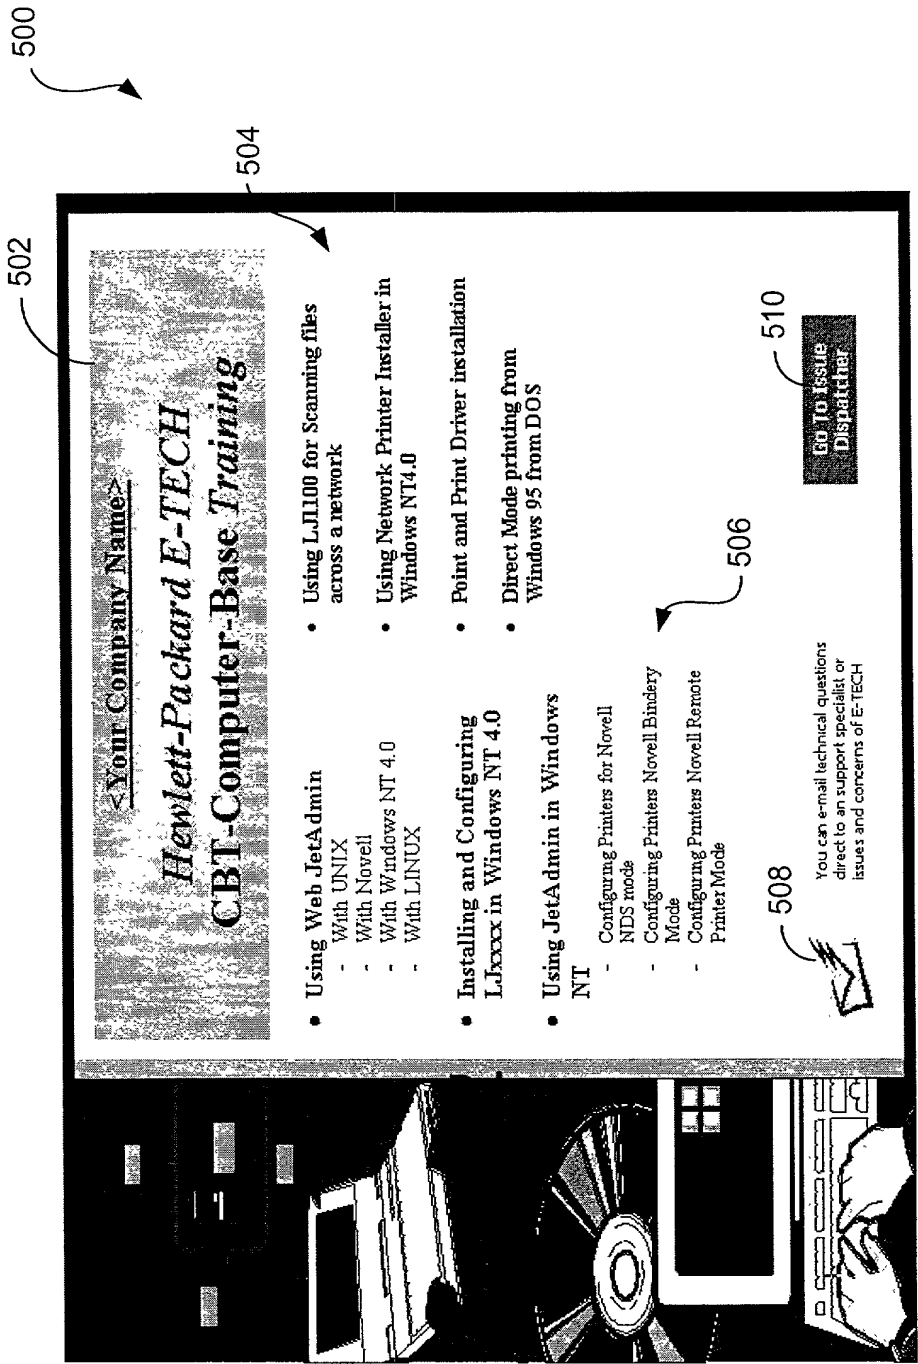 500
502
504
<Your Company Name>
Hewlett-Packard E-TECH
CBT-Computer-Base Training
• Using Web JetAdmin
- With UNIX
- With Novell
- With Windows NT 4.0
- With LINUX
• Installing and Configuring
LJxxxx in Windows NT 4.0
• Using JetAdmin in Windows
NT
- Configuring Printers for Novell
NDS mode
- Configuring Printers Novell Bindery
Mode
- Configuring Printers Novell Remote
Printer Mode
• Using LJ1100 for Scanning files
across a network
• Using Network Printer Installer in
Windows NT4.0
• Point and Print Driver installation
• Direct Mode printing from
Windows 95 from DOS
506
508
You can e-mail technical questions
direct to an support specialist or
issues and concerns of E-TECH
510
Go To Issue
Dispatcher